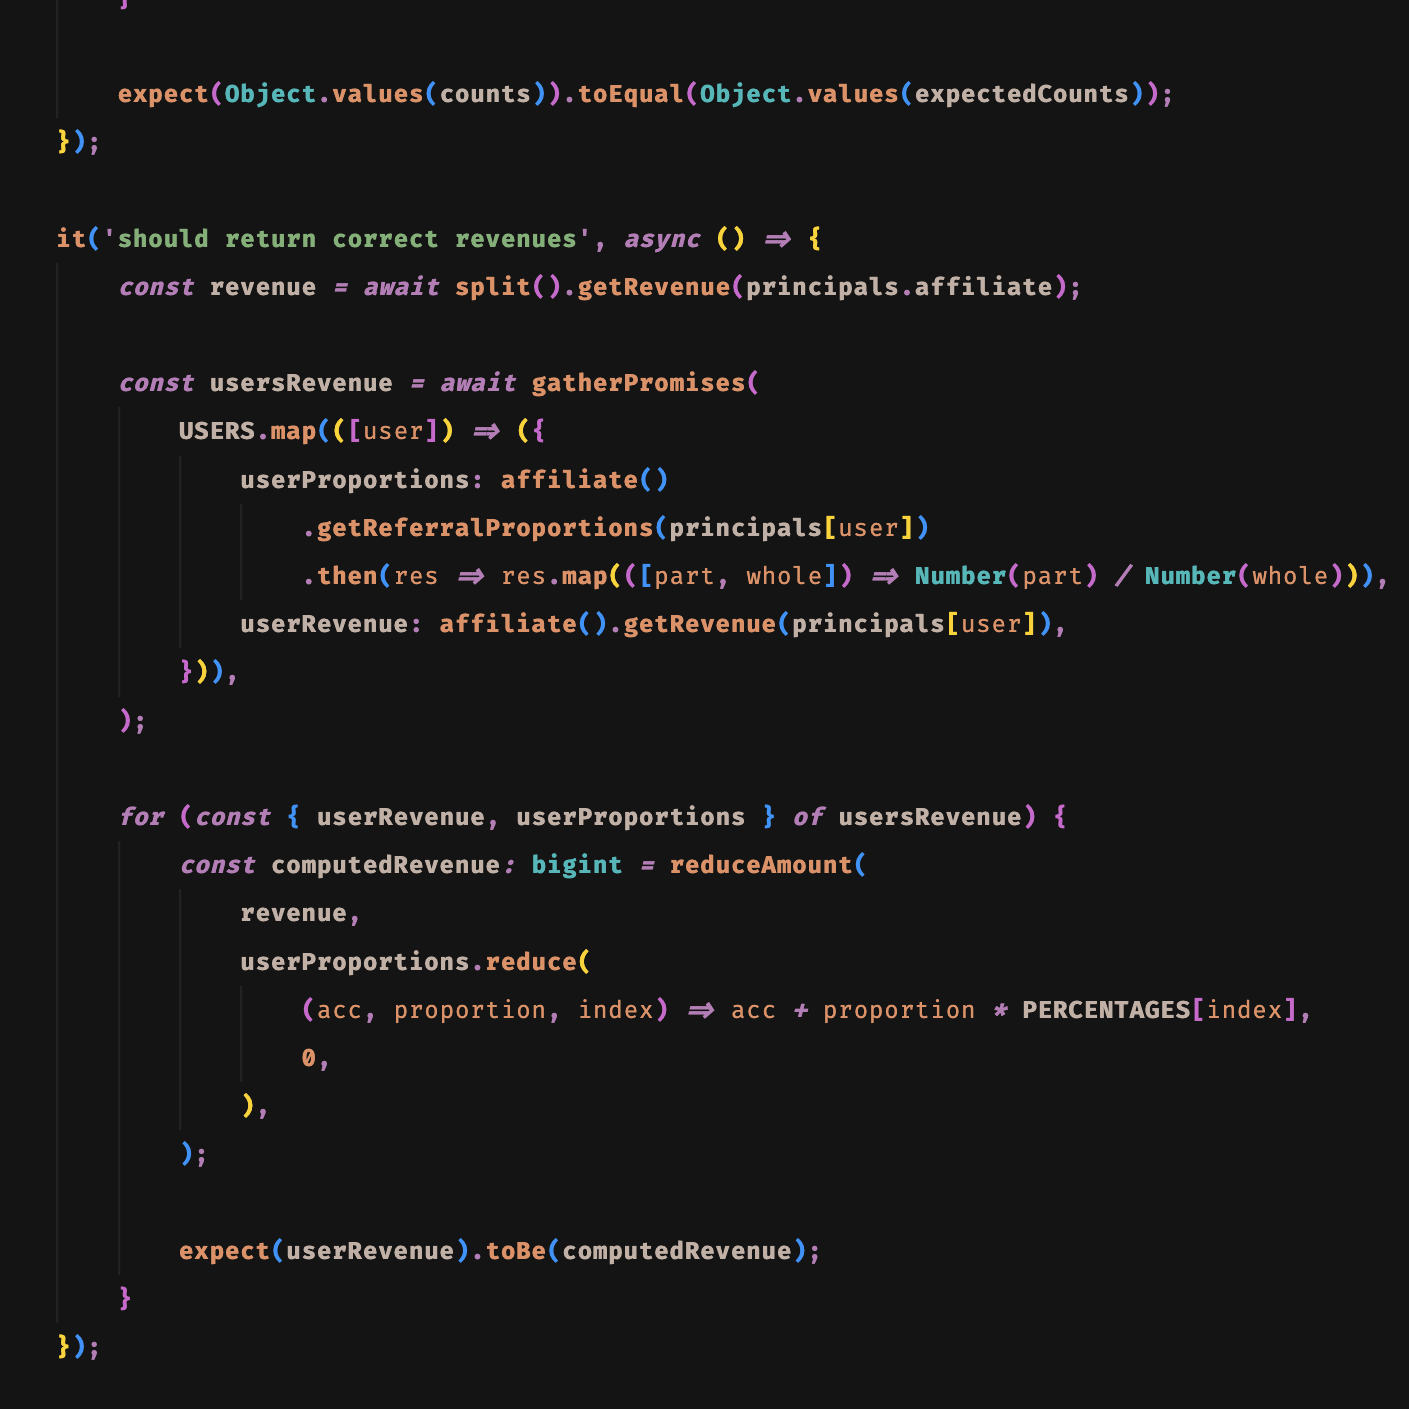 }
expect(Object.values(counts)).toEqual(Object.values(expectedCounts));
});
it('should return correct revenues', async () => {
const revenue = await split().getRevenue(principals.affiliate);
const usersRevenue = await gatherPromises(
USERS.map(([user]) => ({
userProportions: affiliate()
.getReferralProportions(principals[user])
.then(res => res.map(([part, whole]) => Number(part) / Number(whole))),
userRevenue: affiliate().getRevenue(principals[user]),
})),
);
for (const { userRevenue, userProportions } of usersRevenue) {
const computedRevenue: bigint = reduceAmount(
revenue,
userProportions.reduce(
(acc, proportion, index) => acc + proportion * PERCENTAGES[index],
0,
),
);
expect(userRevenue).toBe(computedRevenue);
}
});